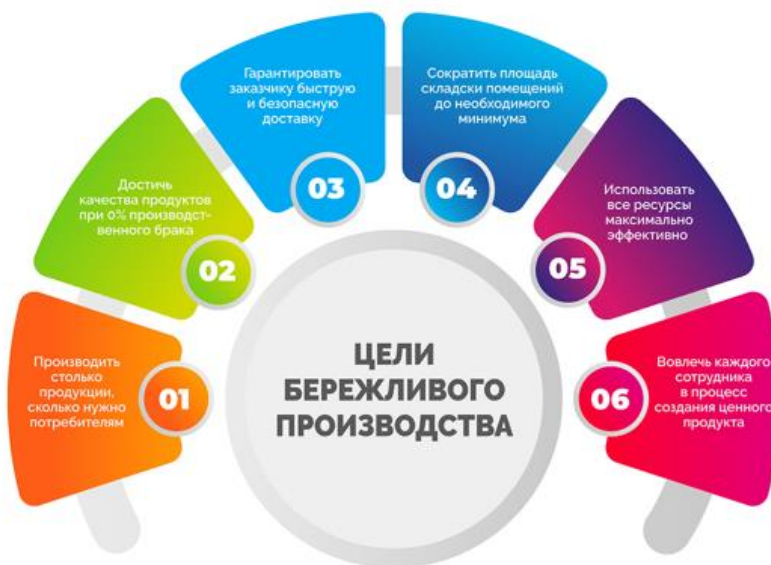 Производить
столько
продукции,
сколько нужно
потребителям
01
Достичь
качества продуктов
при 0% производст-
венного брака
02
Гарантировать
заказчику быструю
и безопасную
доставку
03
Сократить площадь
складски помещений
до необходимого
минимума
04
Использовать
все ресурсы
максимально
эффективно
05
Вовлечь каждого
сотрудника
в процесс
создания ценного
продукта
06
ЦЕЛИ
БЕРЕЖЛИВОГО
ПРОИЗВОДСТВА